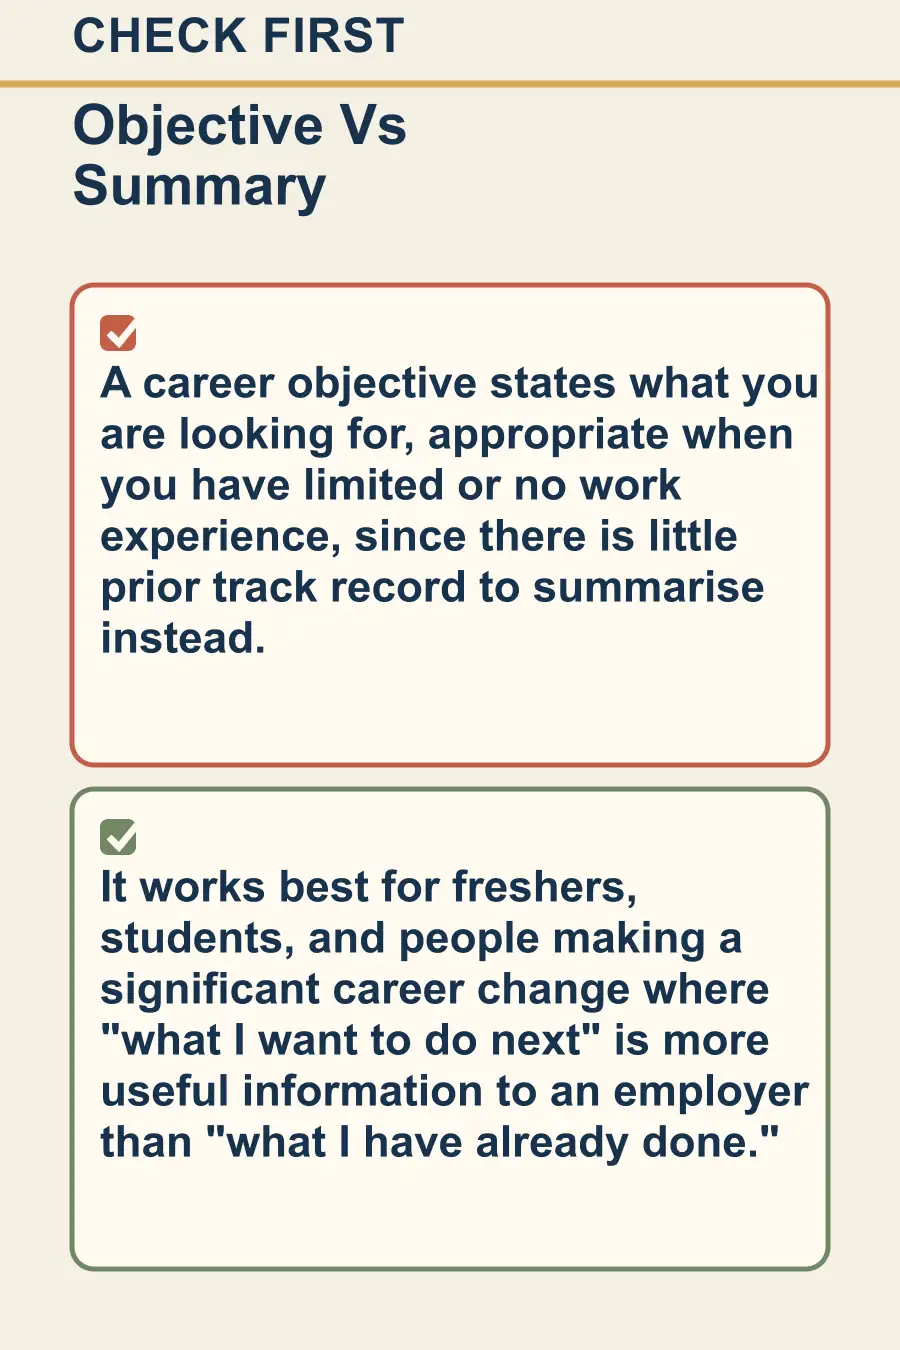 CHECK FIRST
Objective Vs
Summary
A career objective states what you
are looking for, appropriate when
you have limited or no work
experience, since there is little
prior track record to summarise
instead.
It works best for freshers,
students, and people making a
significant career change where
"what I want to do next" is more
useful information to an employer
than "what I have already done."